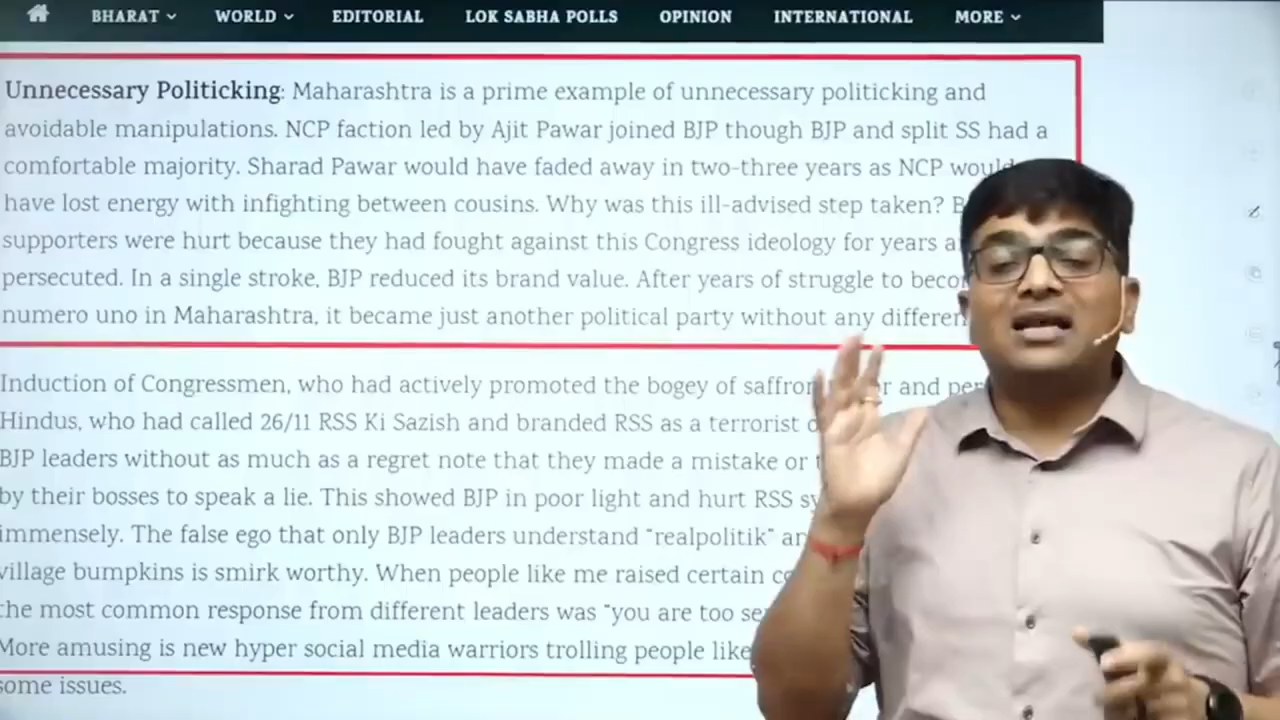 BHARAT WORLD EDITORIAL LOK SABHA POLLS OPINION INTERNATIONAL MORE
Unnecessary Politicking: Maharashtra is a prime example of unnecessary politicking and
avoidable manipulations. NCP faction led by Ajit Pawar joined BJP though BJP and split SS had a
comfortable majority. Sharad Pawar would have faded away in two-three years as NCP
have lost energy with infighting between cousins. Why was this ill-advised step taken?
supporters were hurt because they had fought against this Congress ideology for years
persecuted. In a single stroke, BJP reduced its brand value. After years of struggle to
numero uno in Maharashtra, it became just another political party without any
Induction of Congressmen, who had actively promoted the bogey of and
Hindus, who had called 26/11 RSS Ki Sazish and branded RSS as a terrorist
BJP leaders without as much as a regret note that they made a mistake or
by their bosses to speak a lie. This showed BJP in poor light and hurt RSS
immensely. The false ego that only BJP leaders understand “realpolitik”
village bumpkins is smirk worthy. When people like me raised certain
the most common response from different leaders was “you are too
More amusing is new hyper social media warriors trolling people like
some issues.